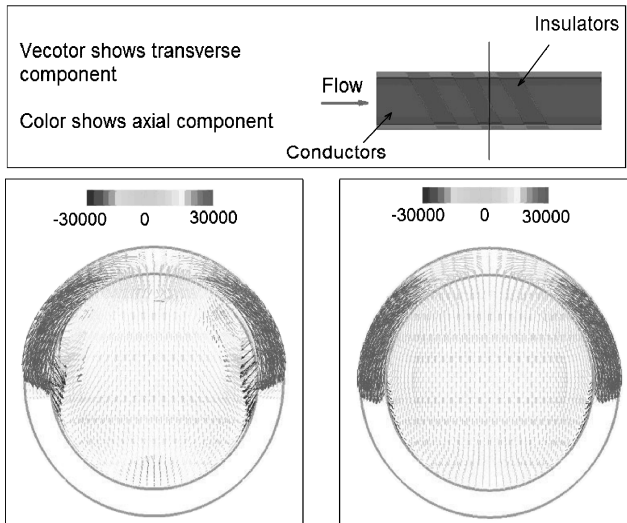 Vecotor shows transverse
component
Color shows axial component
Flow
Insulators
Conductors
-30000 0 30000
-30000 0 30000